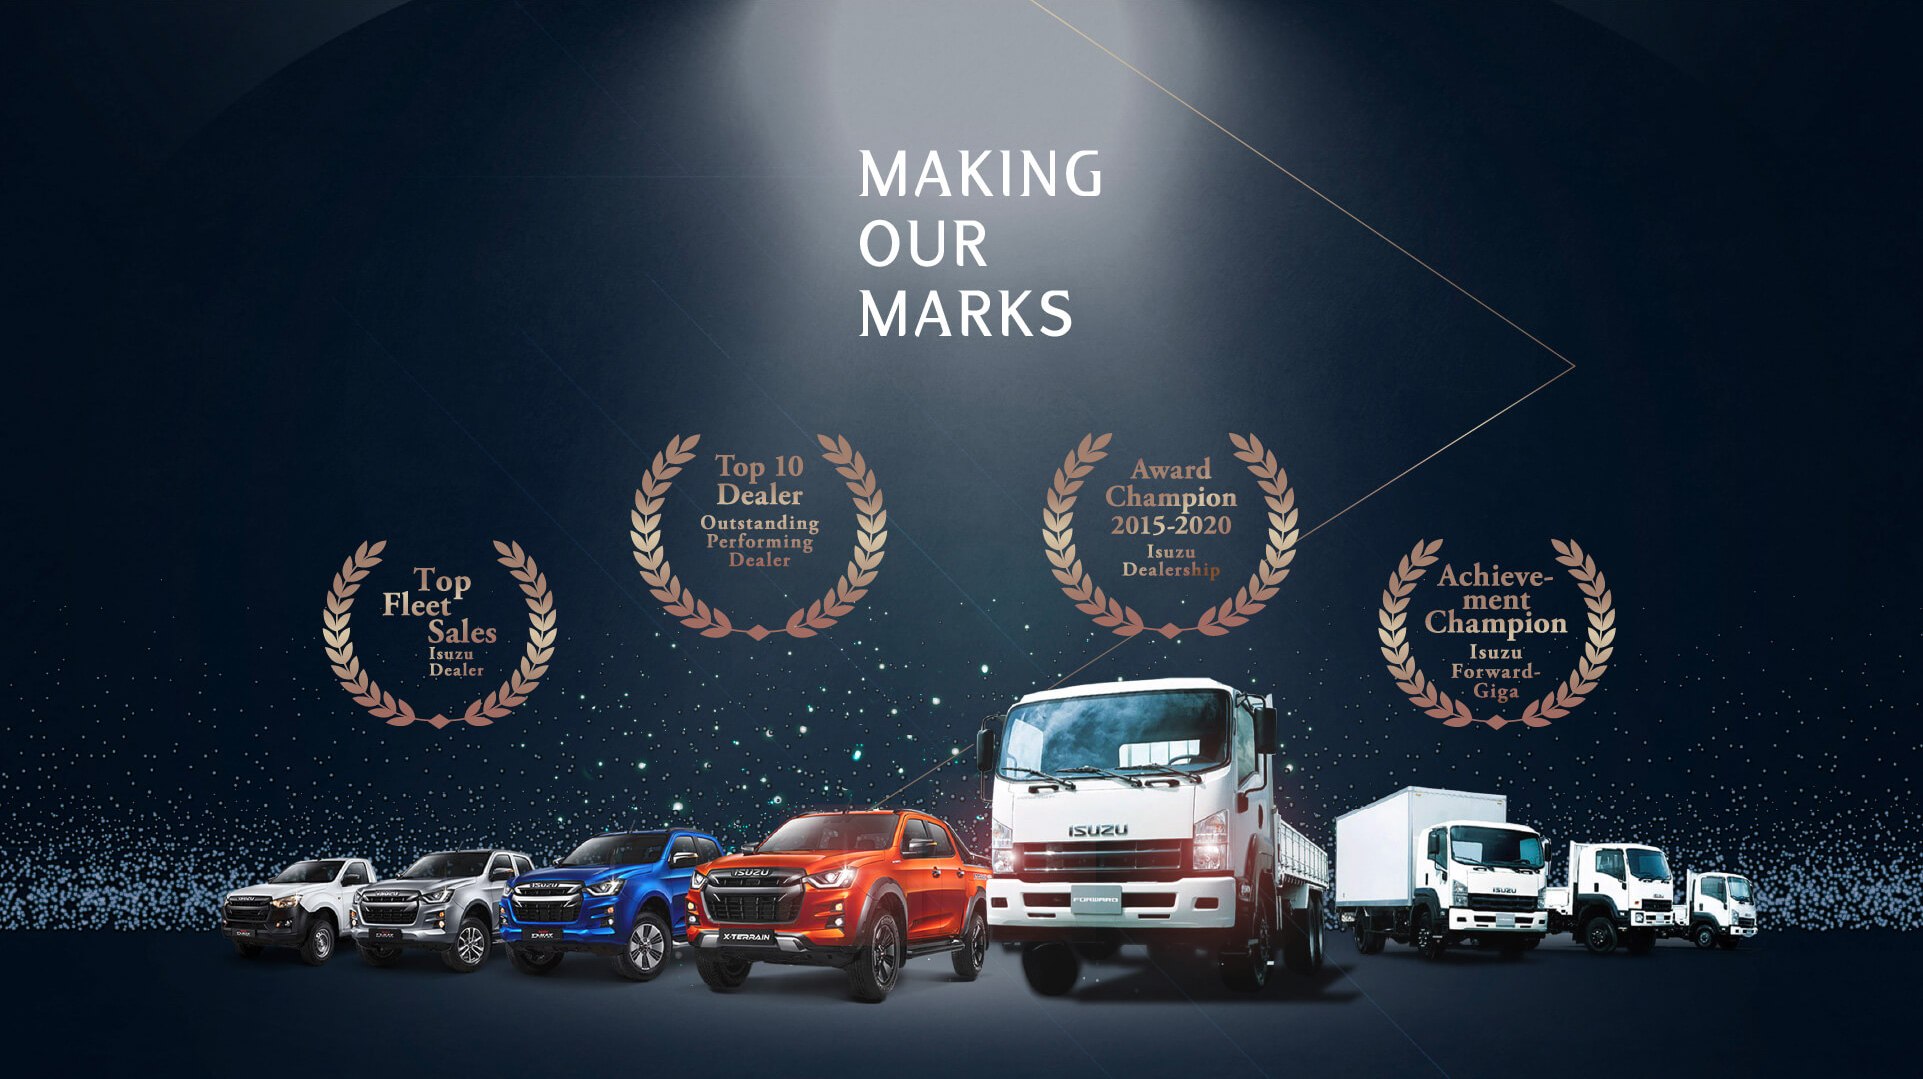 MAKING
OUR
MARKS
Top
Fleet
Sales
Isuzu
Dealer
Top 10
Dealer
Outstanding
Performing
Dealer
Award
Champion
2015-2020
Isuzu
Dealership
Achieve-
ment
Champion
Isuzu
Forward-
Giga
ISUZU
ISUZU
X-TERRAIN
ISUZU
FORWARD
ISUZU